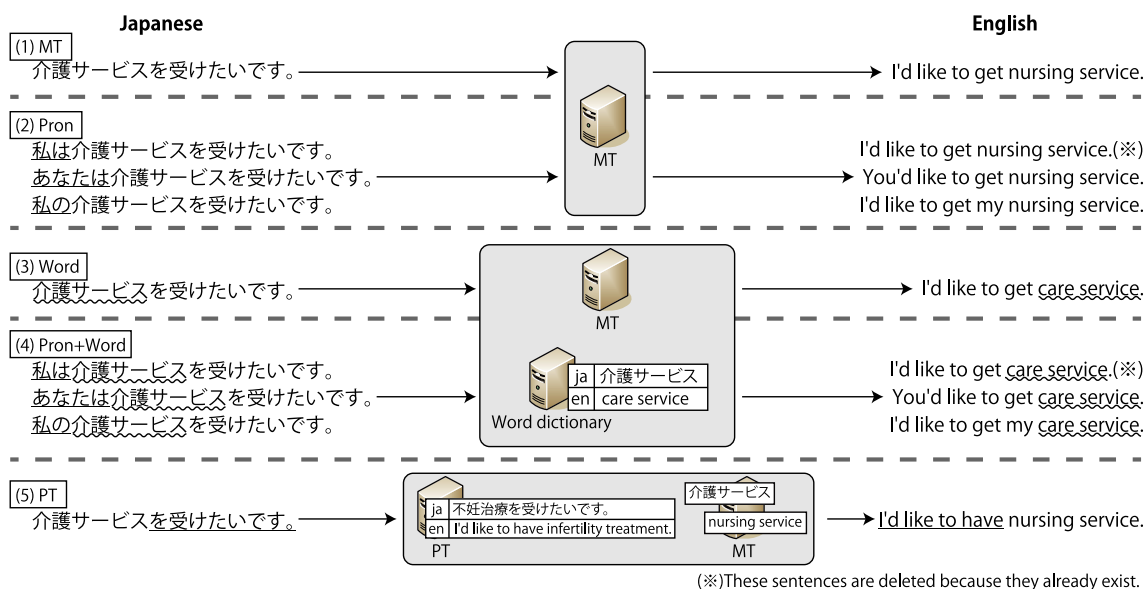 Japanese
English
(1) MT
介護サービスを受けたいです。
MT
I'd like to get nursing service.
(2) Pron
私は介護サービスを受けたいです。
あなたは介護サービスを受けたいです。
私の介護サービスを受けたいです。
I'd like to get nursing service.(※)
You'd like to get nursing service.
I'd like to get my nursing service.
(3) Word
介護サービスを受けたいです。
MT
I'd like to get care service.
(4) Pron+Word
私は介護サービスを受けたいです。
あなたは介護サービスを受けたいです。
私の介護サービスを受けたいです。
ja 介護サービス
en care service
Word dictionary
I'd like to get care service.(※)
You'd like to get care service.
I'd like to get my care service.
(5) PT
介護サービスを受けたいです。
ja 不妊治療を受けたいです。
en I'd like to have infertility treatment.
PT
介護サービス
nursing service
MT
I'd like to have nursing service.
(※)These sentences are deleted because they already exist.